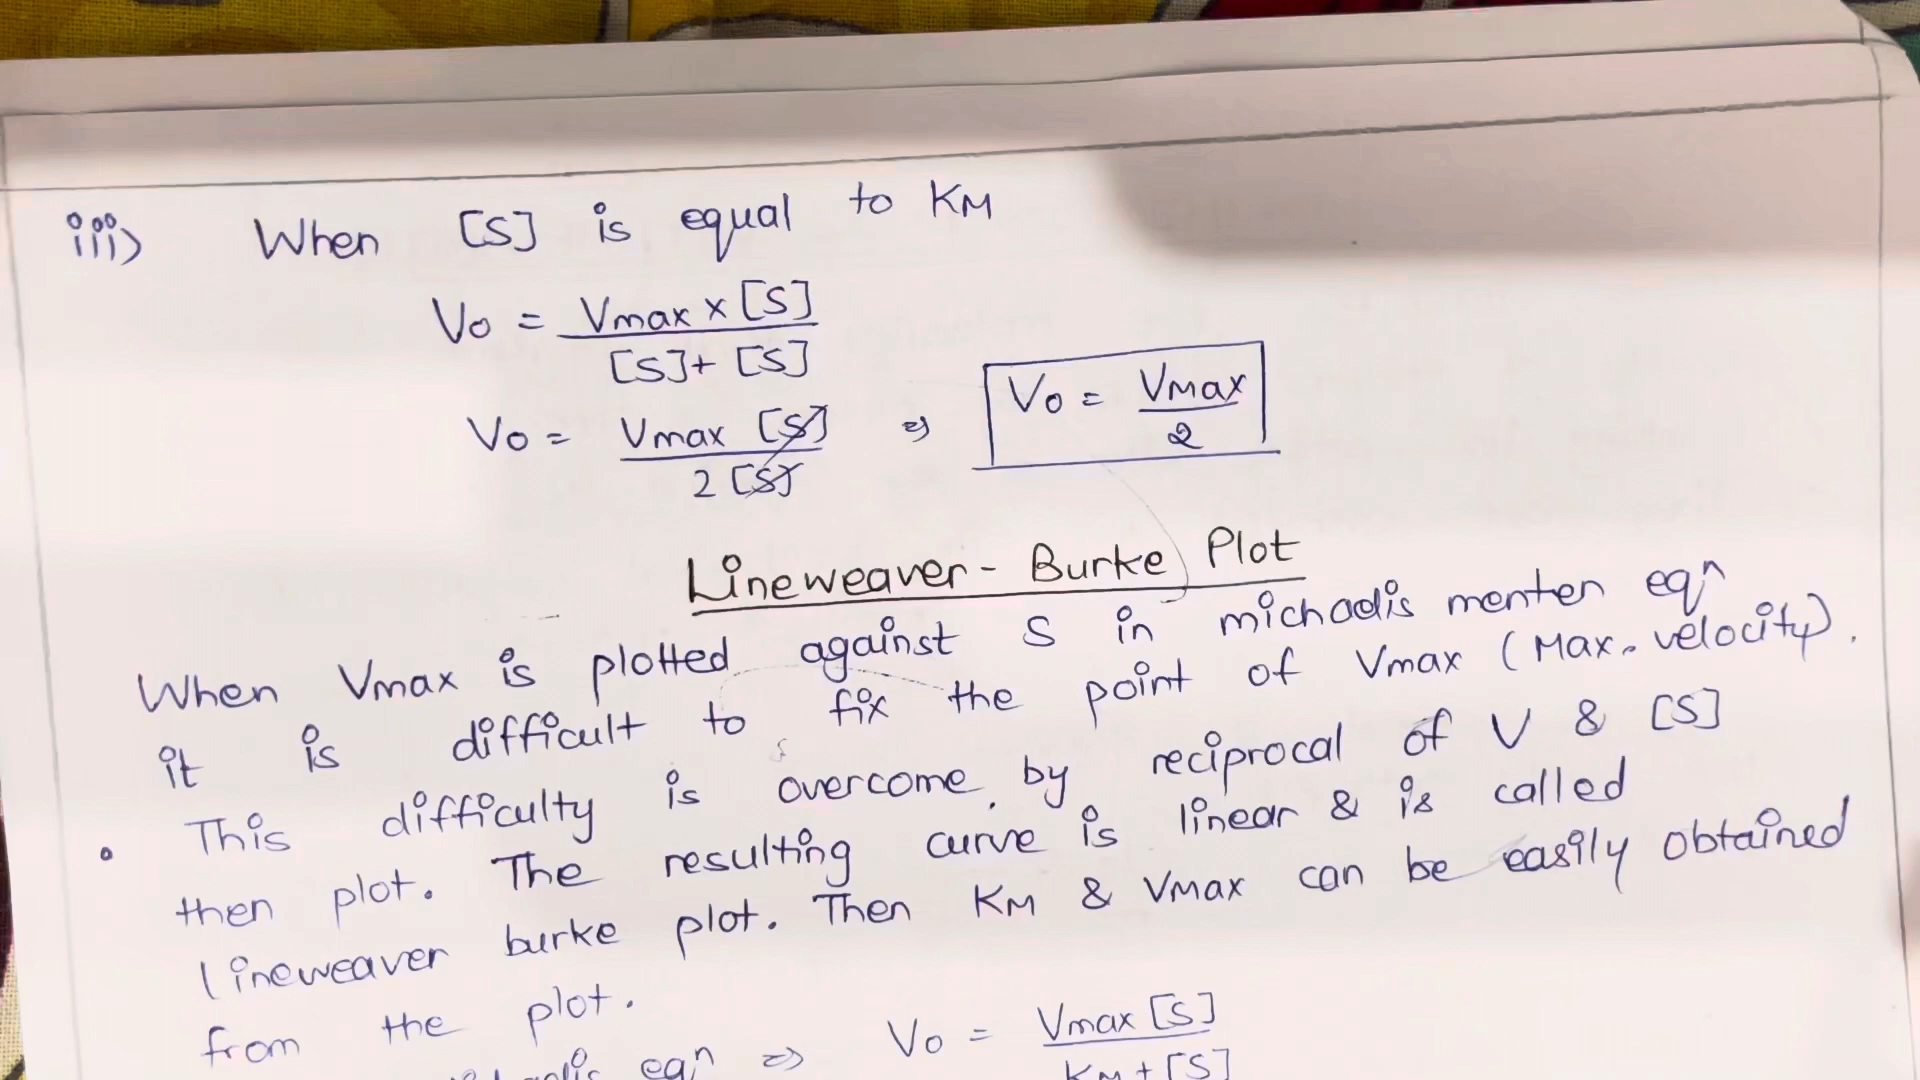 iii) When [S] is equal to KM
Vo = Vmax x [S]
[S] + [S]
Vo = Vmax [S] ⇒ Vo = VMax
2 [S] 2
Lineweaver - Burke Plot
When Vmax is plotted against S in michaelis menten eqn
it is difficult to fix the point of Vmax (Max. velocity).
• This difficulty is overcome by reciprocal of V & [S]
then plot. The resulting curve is linear & is called
lineweaver burke plot. Then KM & VMax can be easily obtained
from the plot.
eqn ⇒ Vo = Vmax [S]
KM + [S]